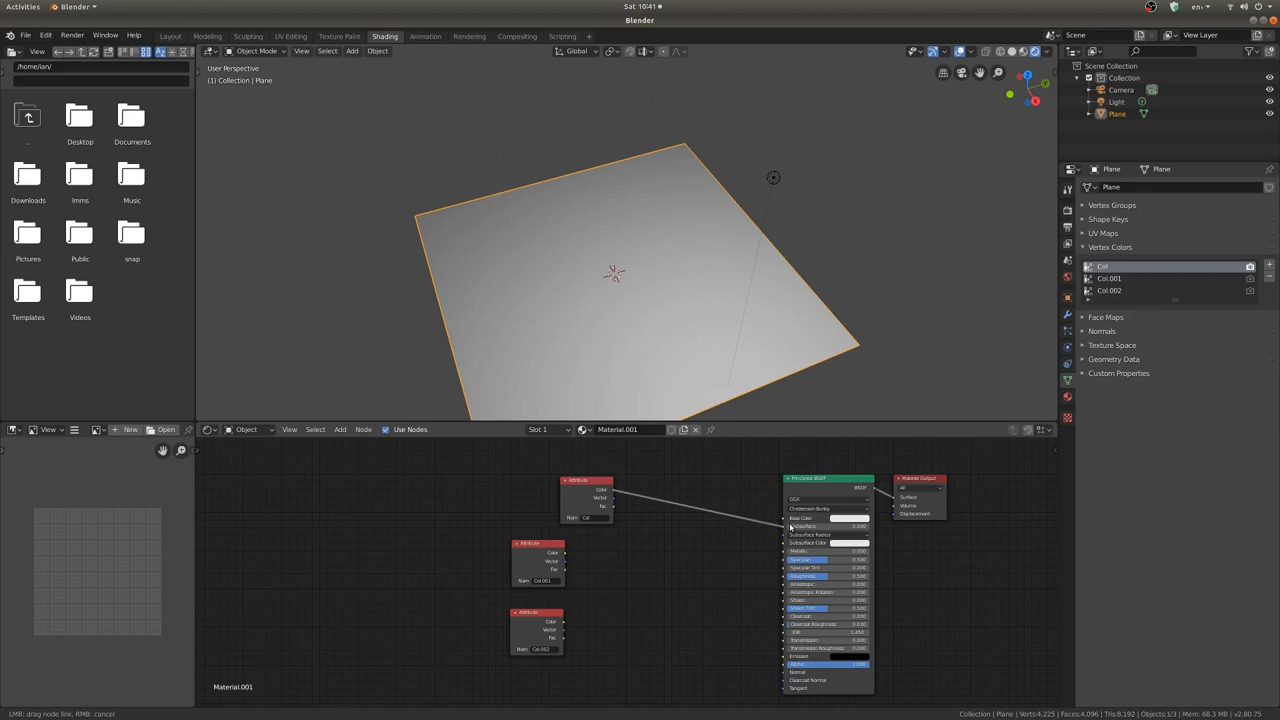 Activities Blender Sat 10:41 en
Blender
File Edit Render Window Help Layout Modeling Sculpting UV Editing Texture Paint Shading Animation Rendering Compositing Scripting + Scene View Layer
View
Object Mode View Select Add Object Global
/home/ian/
User Perspective
(1) Collection | Plane
..
Desktop
Documents
Downloads
lmms
Music
Pictures
Public
snap
Templates
Videos
Z
Y
X
Scene Collection
Collection
Camera
Light
Plane
Plane Plane
Plane
Vertex Groups
Shape Keys
UV Maps
Vertex Colors
Col
Col.001
Col.002
Face Maps
Normals
Texture Space
Geometry Data
Custom Properties
View New Open
Object View Select Add Node Use Nodes Slot 1 Material.001
Attribute
Color
Vector
Fac
Nam Col
Attribute
Color
Vector
Fac
Nam Col.001
Attribute
Color
Vector
Fac
Nam Col.002
Principled BSDF
BSDF
GGX
Christensen-Burley
Base Color
Subsurface 0.000
Subsurface Radius
Subsurface Color
Metallic: 0.000
Specular: 0.500
Specular Tint: 0.000
Roughness: 0.500
Anisotropic: 0.000
Anisotropic Rotation: 0.000
Sheen: 0.000
Sheen Tint: 0.500
Clearcoat: 0.000
Clearcoat Roughness: 0.030
IOR: 1.450
Transmission: 0.000
Transmission Roughness: 0.000
Emission
Alpha: 1.000
Normal
Clearcoat Normal
Tangent
Material Output
All
Surface
Volume
Displacement
Material.001
LMB: drag node link, RMB: cancel
Collection | Plane | Verts:4,225 | Faces:4,096 | Tris:8,192 | Objects:1/3 | Mem: 68.3 MB | v2.80.75